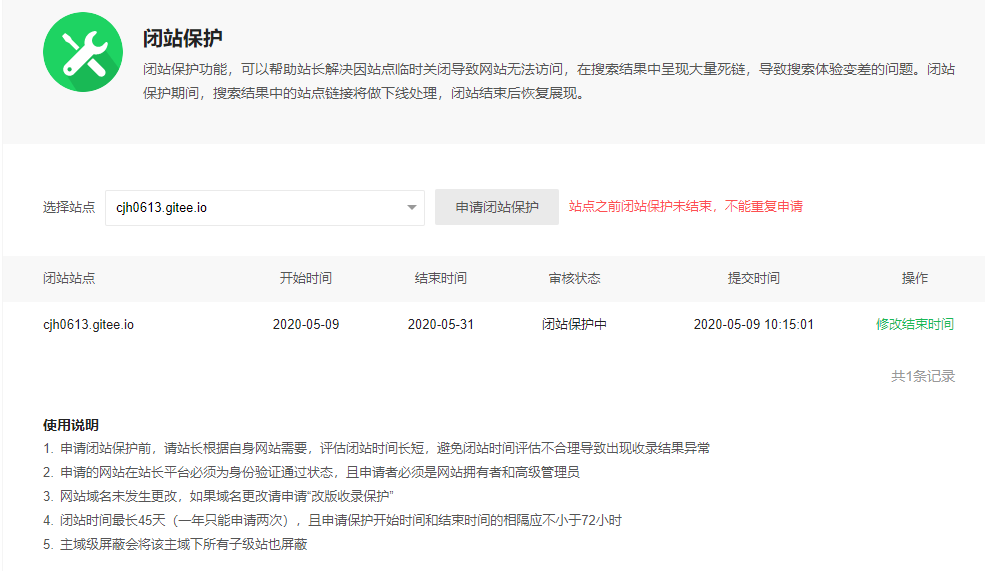 闭站保护
闭站保护功能，可以帮助站长解决因站点临时关闭导致网站无法访问，在搜索结果中呈现大量死链，导致搜索体验变差的问题。闭站
保护期间，搜索结果中的站点链接将做下线处理，闭站结束后恢复展现。
选择站点 cjh0613.gitee.io 申请闭站保护 站点之前闭站保护未结束，不能重复申请
闭站站点 开始时间 结束时间 审核状态 提交时间 操作
cjh0613.gitee.io 2020-05-09 2020-05-31 闭站保护中 2020-05-09 10:15:01 修改结束时间
共1条记录
使用说明
1. 申请闭站保护前，请站长根据自身网站需要，评估闭站时间长短，避免闭站时间评估不合理导致出现收录结果异常
2. 申请的网站在站长平台必须为身份验证通过状态，且申请者必须是网站拥有者和高级管理员
3. 网站域名未发生更改，如果域名更改请申请“改版收录保护”
4. 闭站时间最长45天（一年只能申请两次），且申请保护开始时间和结束时间的相隔应不小于72小时
5. 主域级屏蔽会将该主域下所有子级站也屏蔽